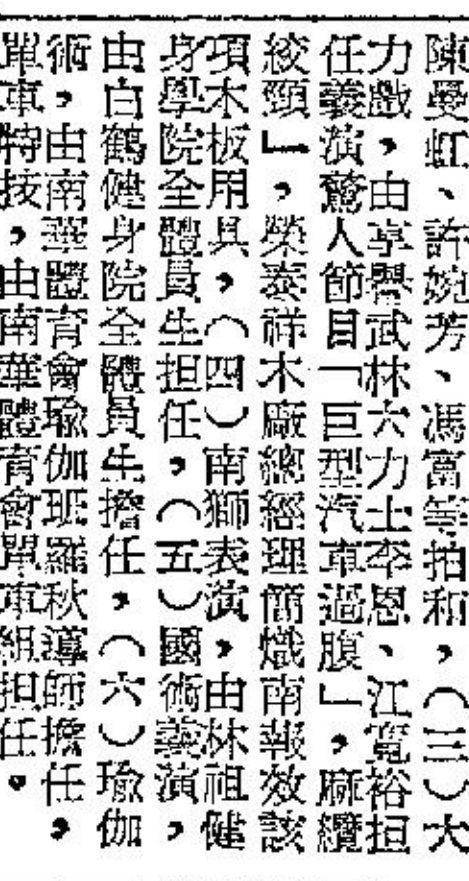 陳曼虹、許婉芳、馮富等拍和，（三）大
力戲，由享譽武林六力士李恩、江寬裕担
任義演，驚人節目「巨型汽車過腹」，麻纜
絞頸」，榮泰祥木廠總經理簡熾南報效該
項木板用具，（四）南獅表演，由林祖健
身學院全體員生担任，（五）國術藝演，
由白鶴健身院全體員生擔任，（六）瑜伽
術，由南華體育會瑜伽班羅秋導師擔任，
單車特技，由南華體育會單車組担任。